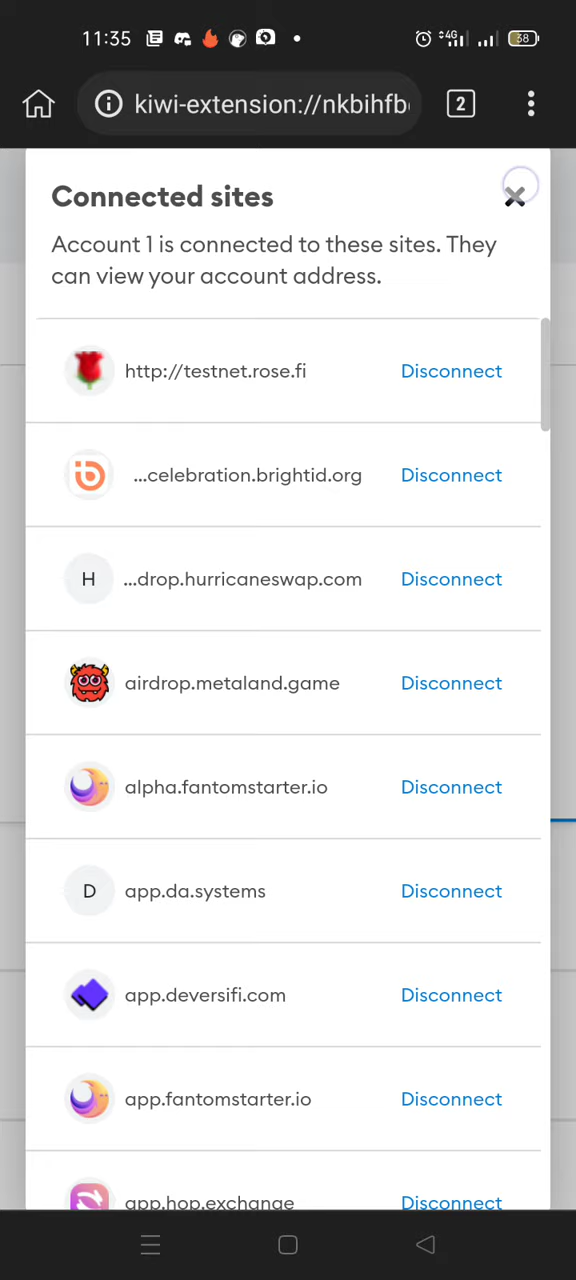 11:35
4G
38
kiwi-extension://nkbihfb
2
Connected sites
Account 1 is connected to these sites. They
can view your account address.
http://testnet.rose.fi Disconnect
...celebration.brightid.org Disconnect
H ...drop.hurricaneswap.com Disconnect
airdrop.metaland.game Disconnect
alpha.fantomstarter.io Disconnect
D app.da.systems Disconnect
app.deversifi.com Disconnect
app.fantomstarter.io Disconnect
app.hop.exchange Disconnect